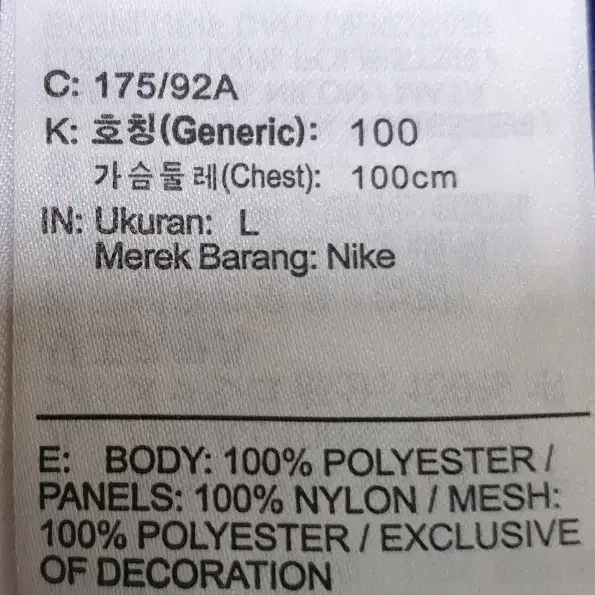 C: 175/92A
K: 호칭(Generic): 100
가슴둘레(Chest): 100cm
IN: Ukuran: L
Merek Barang: Nike
E: BODY: 100% POLYESTER /
PANELS: 100% NYLON / MESH:
100% POLYESTER / EXCLUSIVE
OF DECORATION